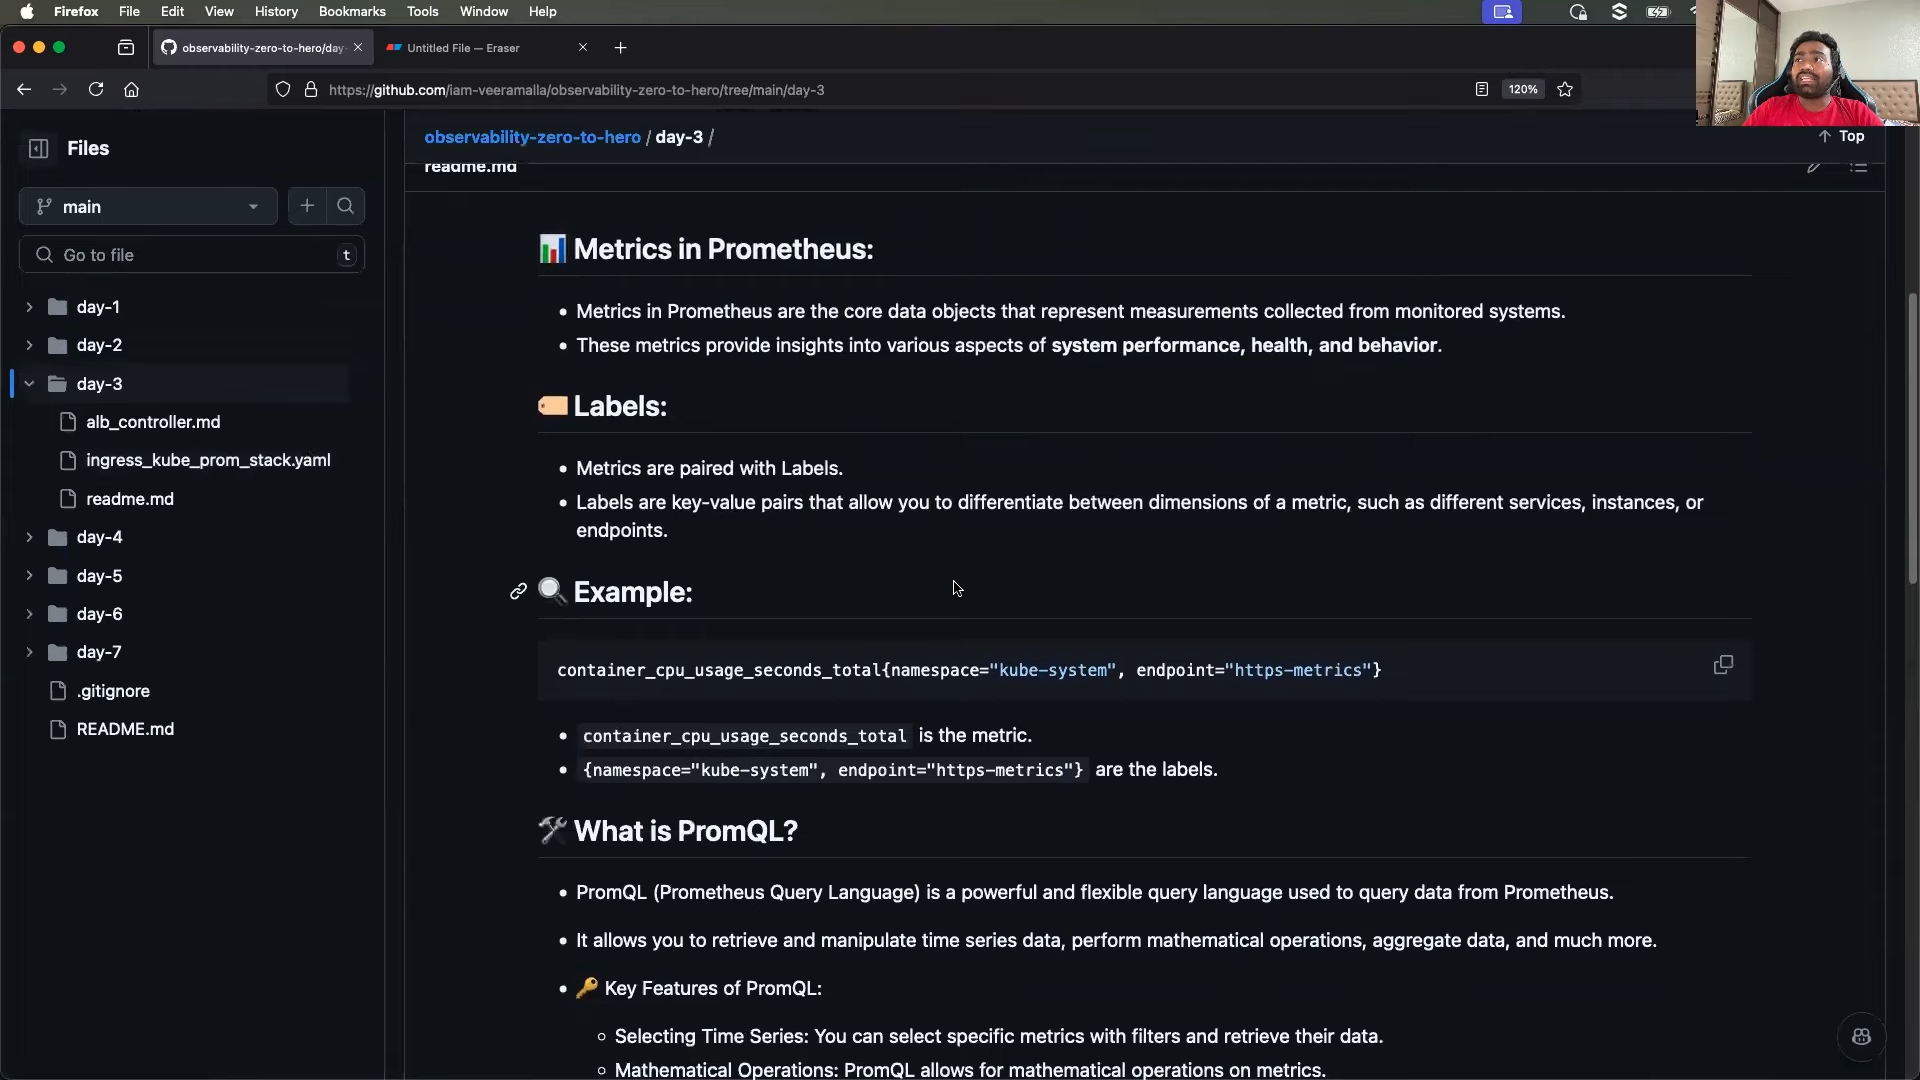 Firefox File Edit View History Bookmarks Tools Window Help
observability-zero-to-hero/day- Untitled File — Eraser
https://github.com/iam-veeramalla/observability-zero-to-hero/tree/main/day-3 120%
Files
observability-zero-to-hero / day-3 /
Top
readme.md
main
Go to file t
day-1
day-2
day-3
alb_controller.md
ingress_kube_prom_stack.yaml
readme.md
day-4
day-5
day-6
day-7
.gitignore
README.md
Metrics in Prometheus:
Metrics in Prometheus are the core data objects that represent measurements collected from monitored systems.
These metrics provide insights into various aspects of system performance, health, and behavior.
Labels:
Metrics are paired with Labels.
Labels are key-value pairs that allow you to differentiate between dimensions of a metric, such as different services, instances, or
endpoints.
Example:
container_cpu_usage_seconds_total{namespace="kube-system", endpoint="https-metrics"}
container_cpu_usage_seconds_total is the metric.
{namespace="kube-system", endpoint="https-metrics"} are the labels.
What is PromQL?
PromQL (Prometheus Query Language) is a powerful and flexible query language used to query data from Prometheus.
It allows you to retrieve and manipulate time series data, perform mathematical operations, aggregate data, and much more.
Key Features of PromQL:
Selecting Time Series: You can select specific metrics with filters and retrieve their data.
Mathematical Operations: PromQL allows for mathematical operations on metrics.